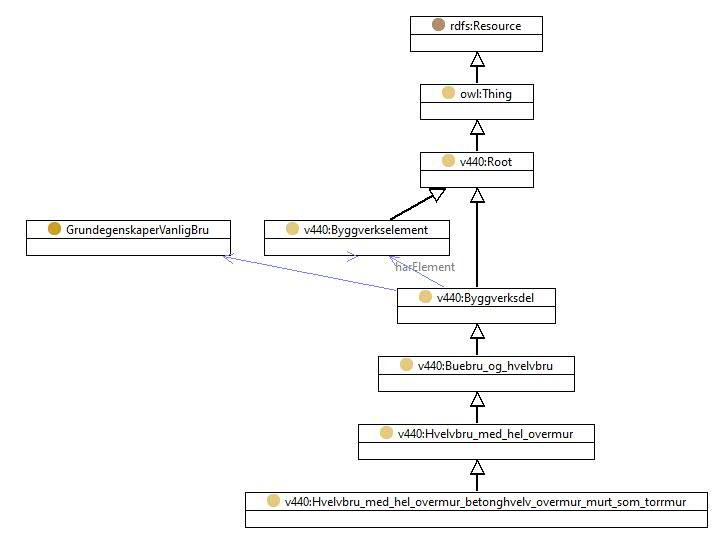 rdfs:Resource
owl:Thing
v440:Root
GrundegenskaperVanligBru
v440:Byggverkselement
harElement
v440:Byggverksdel
v440:Buebru_og_hvelvbru
v440:Hvelvbru_med_hel_overmur
v440:Hvelvbru_med_hel_overmur_betonghvelv_overmur_murt_som_torrmur